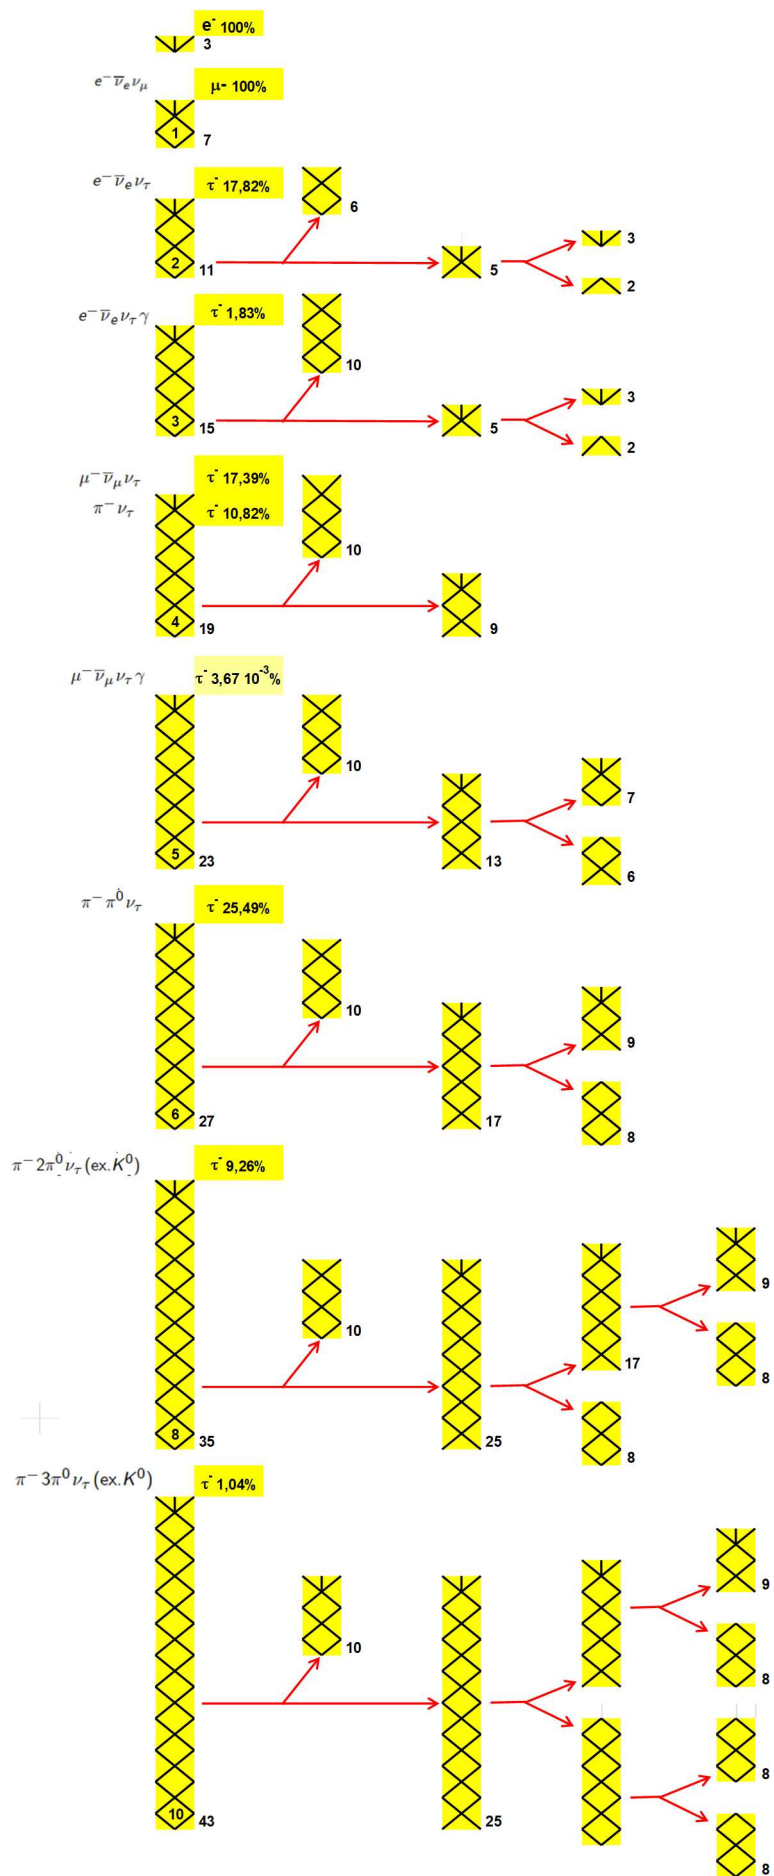 e⁻ 100%
3
e⁻ν̅ₑν_μ
μ- 100%
1
7
e⁻ν̅ₑν_τ
τ⁻ 17,82%
6
2
11
5
3
2
e⁻ν̅ₑν_τγ
τ⁻ 1,83%
10
3
15
5
3
2
μ⁻ν̅_μν_τ
τ⁻ 17,39%
π⁻ν_τ
τ⁻ 10,82%
10
4
19
9
μ⁻ν̅_μν_τγ
τ⁻ 3,67 10⁻³%
10
7
5
23
13
6
π⁻π⁰ν_τ
τ⁻ 25,49%
10
9
6
27
17
8
π⁻2π⁰ν_τ(ex.K⁰)
τ⁻ 9,26%
10
9
17
8
8
35
25
8
π⁻3π⁰ν_τ(ex.K⁰)
τ⁻ 1,04%
10
9
8
8
10
43
25
8